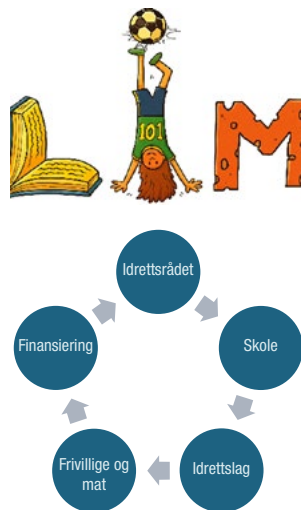 LiM
101
Idrettsrådet
Finansiering
Skole
Frivillige og
mat
Idrettslag